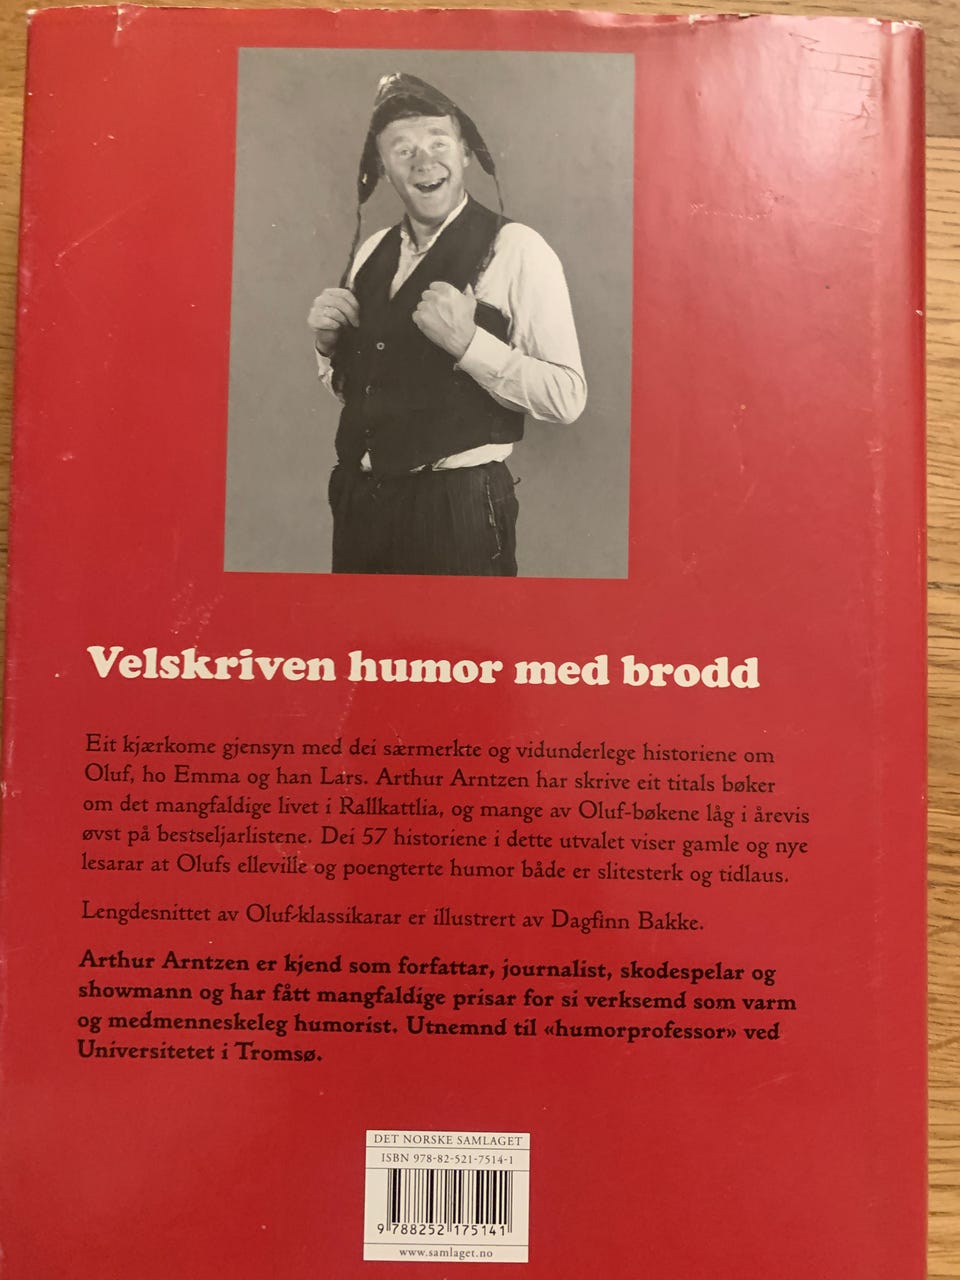 Velskriven humor med brodd
Eit kjærkome gjensyn med dei særmerkte og vidunderlege historiene om
Oluf, ho Emma og han Lars. Arthur Arntzen har skrive eit titals bøker
om det mangfaldige livet i Rallkattlia, og mange av Oluf-bøkene låg i årevis
øvst på bestseljarlistene. Dei 57 historiene i dette utvalet viser gamle og nye
lesarar at Olufs elleville og poengterte humor både er slitesterk og tidlaus.
Lengdesnittet av Oluf-klassikarar er illustrert av Dagfinn Bakke.
Arthur Arntzen er kjend som forfattar, journalist, skodespelar og
showmann og har fått mangfaldige prisar for si verksemd som varm
og medmenneskeleg humorist. Utnemnd til «humorprofessor» ved
Universitetet i Tromsø.
DET NORSKE SAMLAGET
ISBN 978-82-521-7514-1
9 788252 175141
www.samlaget.no